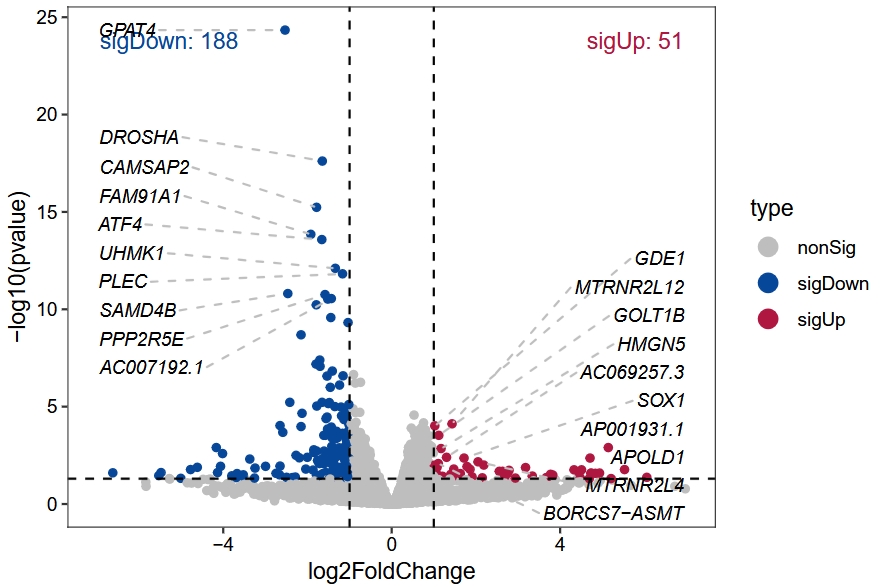 25
20
15
10
5
0
−log10(pvalue)
GPAT4
sigDown: 188
sigUp: 51
DROSHA
CAMSAP2
FAM91A1
ATF4
UHMK1
PLEC
SAMD4B
PPP2R5E
AC007192.1
GDE1
MTRNR2L12
GOLT1B
HMGN5
AC069257.3
SOX1
AP001931.1
APOLD1
MTRNR2L4
BORCS7−ASMT
−4
0
4
log2FoldChange
type
nonSig
sigDown
sigUp